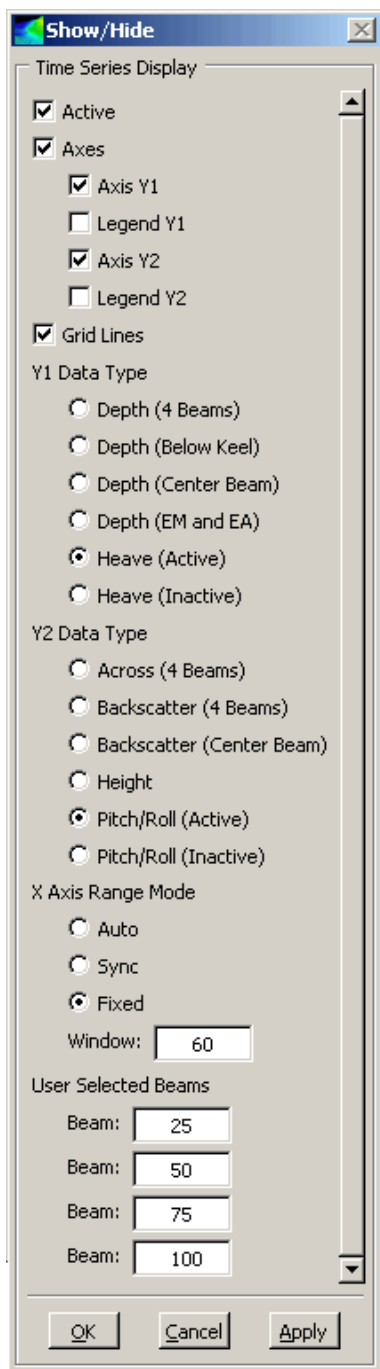 Show/Hide
Time Series Display
Active
Axes
Axis Y1
Legend Y1
Axis Y2
Legend Y2
Grid Lines
Y1 Data Type
Depth (4 Beams)
Depth (Below Keel)
Depth (Center Beam)
Depth (EM and EA)
Heave (Active)
Heave (Inactive)
Y2 Data Type
Across (4 Beams)
Backscatter (4 Beams)
Backscatter (Center Beam)
Height
Pitch/Roll (Active)
Pitch/Roll (Inactive)
X Axis Range Mode
Auto
Sync
Fixed
Window: 60
User Selected Beams
Beam: 25
Beam: 50
Beam: 75
Beam: 100
OK Cancel Apply